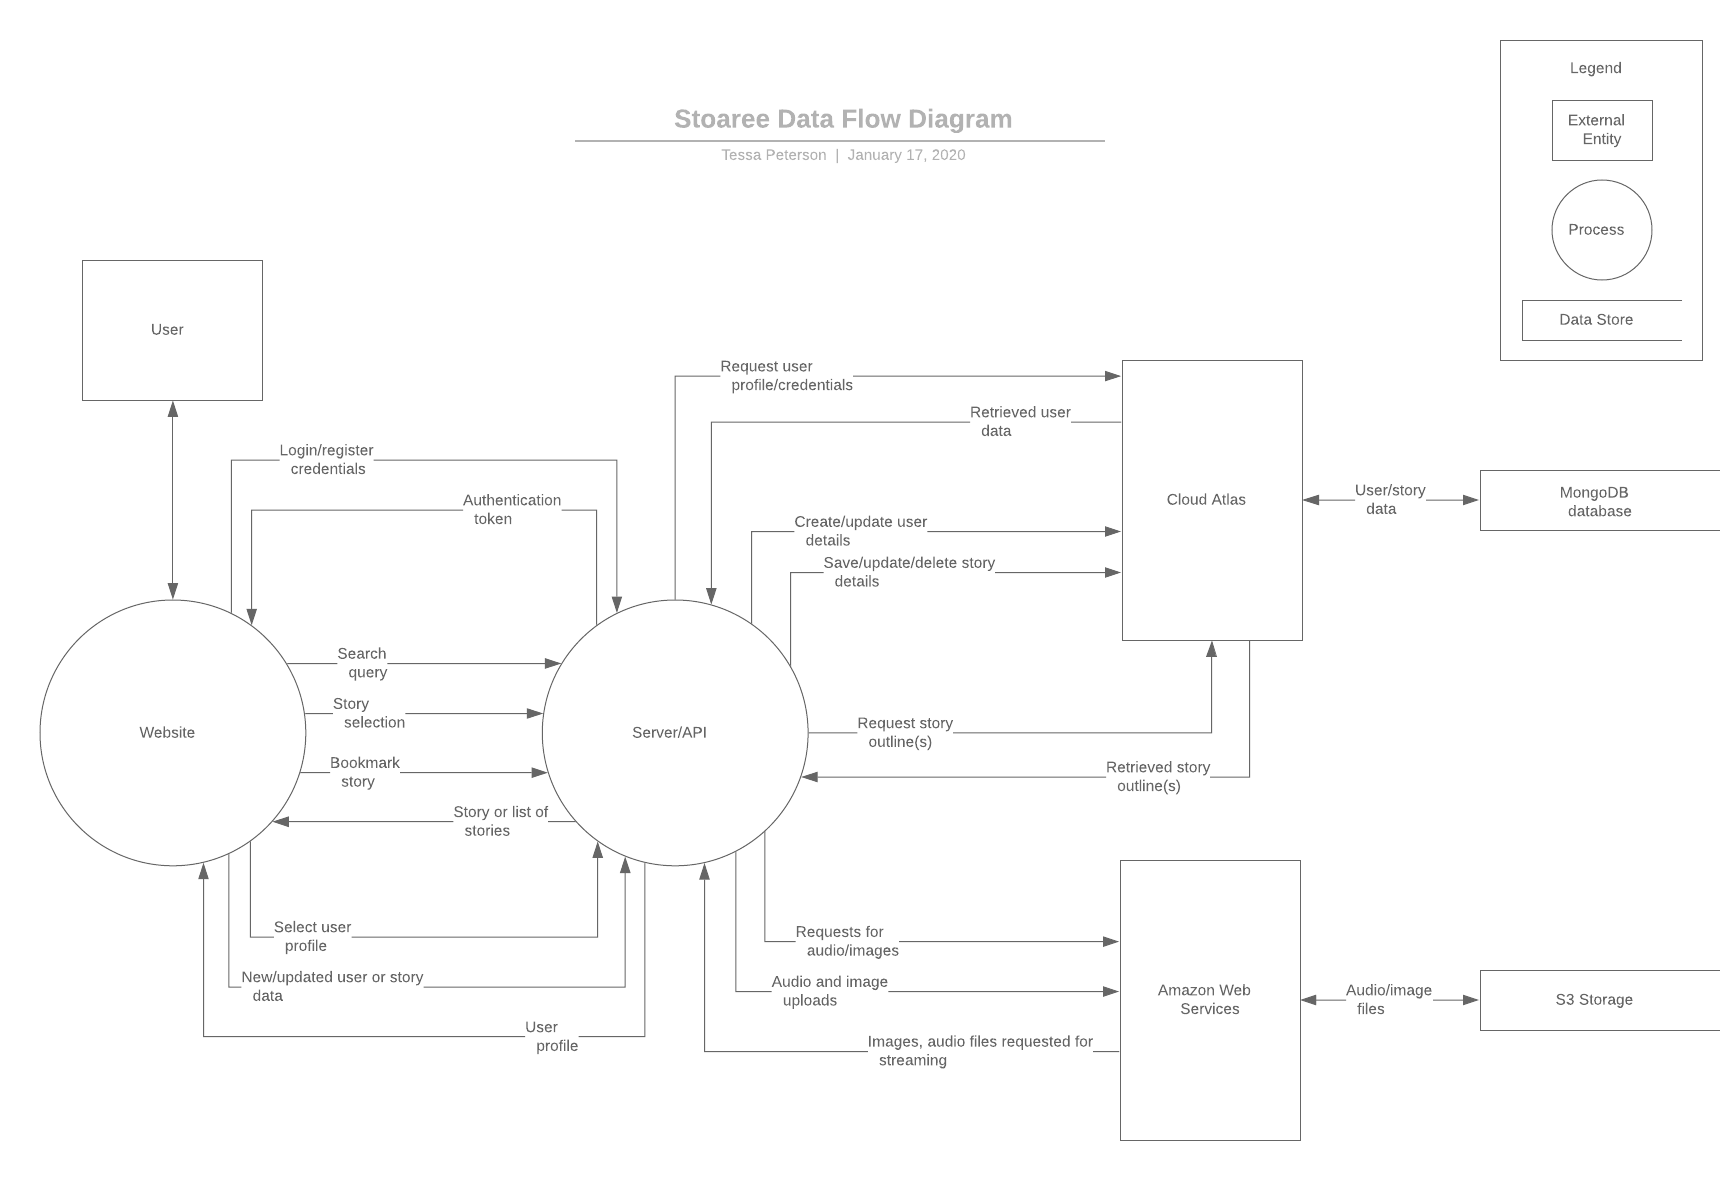 Legend
External
Entity
Process
Data Store
Stoaree Data Flow Diagram
Tessa Peterson | January 17, 2020
User
Login/register
credentials
Authentication
token
Website
Search
query
Story
selection
Bookmark
story
Story or list of
stories
Select user
profile
New/updated user or story
data
User
profile
Server/API
Request user
profile/credentials
Retrieved user
data
Create/update user
details
Save/update/delete story
details
Request story
outline(s)
Retrieved story
outline(s)
Cloud Atlas
User/story
data
MongoDB
database
Requests for
audio/images
Audio and image
uploads
Images, audio files requested for
streaming
Amazon Web
Services
Audio/image
files
S3 Storage